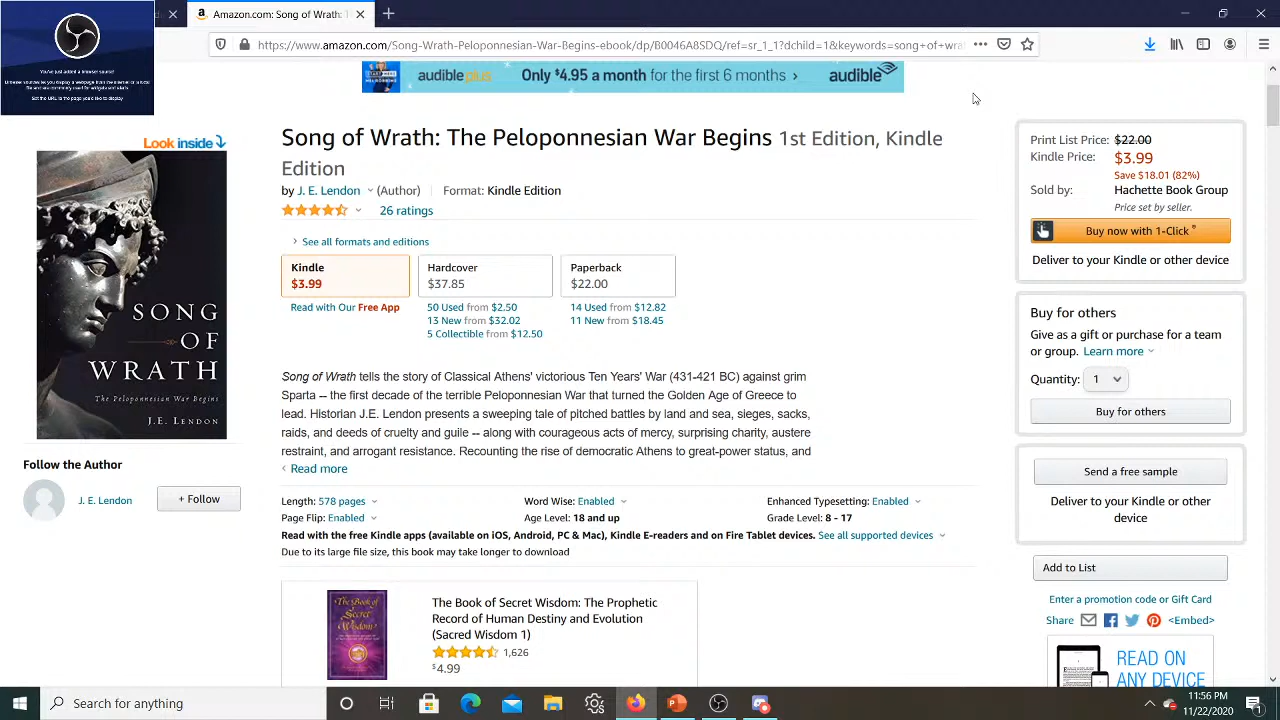 Amazon.com: Song of Wrath: Th
https://www.amazon.com/Song-Wrath-Peloponnesian-War-Begins-ebook/dp/B0046A8SDQ/ref=sr_1_1?dchild=1&keywords=song+of+wra
You've just added a browser source!
audible plus Only $4.95 a month for the first 6 months › audible
Look inside
Song of Wrath: The Peloponnesian War Begins 1st Edition, Kindle
Edition
by J. E. Lendon (Author) Format: Kindle Edition
26 ratings
See all formats and editions
Kindle
$3.99
Hardcover
$37.85
Paperback
$22.00
Read with Our Free App
50 Used from $2.50
13 New from $32.02
5 Collectible from $12.50
14 Used from $12.82
11 New from $18.45
SONG
OF
WRATH
The Peloponnesian War Begins
J.E. LENDON
Follow the Author
J. E. Lendon
+ Follow
Song of Wrath tells the story of Classical Athens' victorious Ten Years' War (431-421 BC) against grim
Sparta -- the first decade of the terrible Peloponnesian War that turned the Golden Age of Greece to
lead. Historian J.E. Lendon presents a sweeping tale of pitched battles by land and sea, sieges, sacks,
raids, and deeds of cruelty and guile -- along with courageous acts of mercy, surprising charity, austere
restraint, and arrogant resistance. Recounting the rise of democratic Athens to great-power status, and
Read more
Length: 578 pages Word Wise: Enabled Enhanced Typesetting: Enabled
Page Flip: Enabled Age Level: 18 and up Grade Level: 8 - 17
Read with the free Kindle apps (available on iOS, Android, PC & Mac), Kindle E-readers and on Fire Tablet devices. See all supported devices
Due to its large file size, this book may take longer to download
The Book of
Secret
Wisdom
The Book of Secret Wisdom: The Prophetic
Record of Human Destiny and Evolution
(Sacred Wisdom 1)
1,626
$4.99
Print List Price: $22.00
Kindle Price: $3.99
Save $18.01 (82%)
Sold by: Hachette Book Group
Price set by seller.
Buy now with 1-Click ®
Deliver to your Kindle or other device
Buy for others
Give as a gift or purchase for a team
or group. Learn more
Quantity: 1
Buy for others
Send a free sample
Deliver to your Kindle or other
device
Add to List
Enter a promotion code or Gift Card
Share <Embed>
READ ON
ANY DEVICE
Search for anything
11:56 PM
11/22/2020